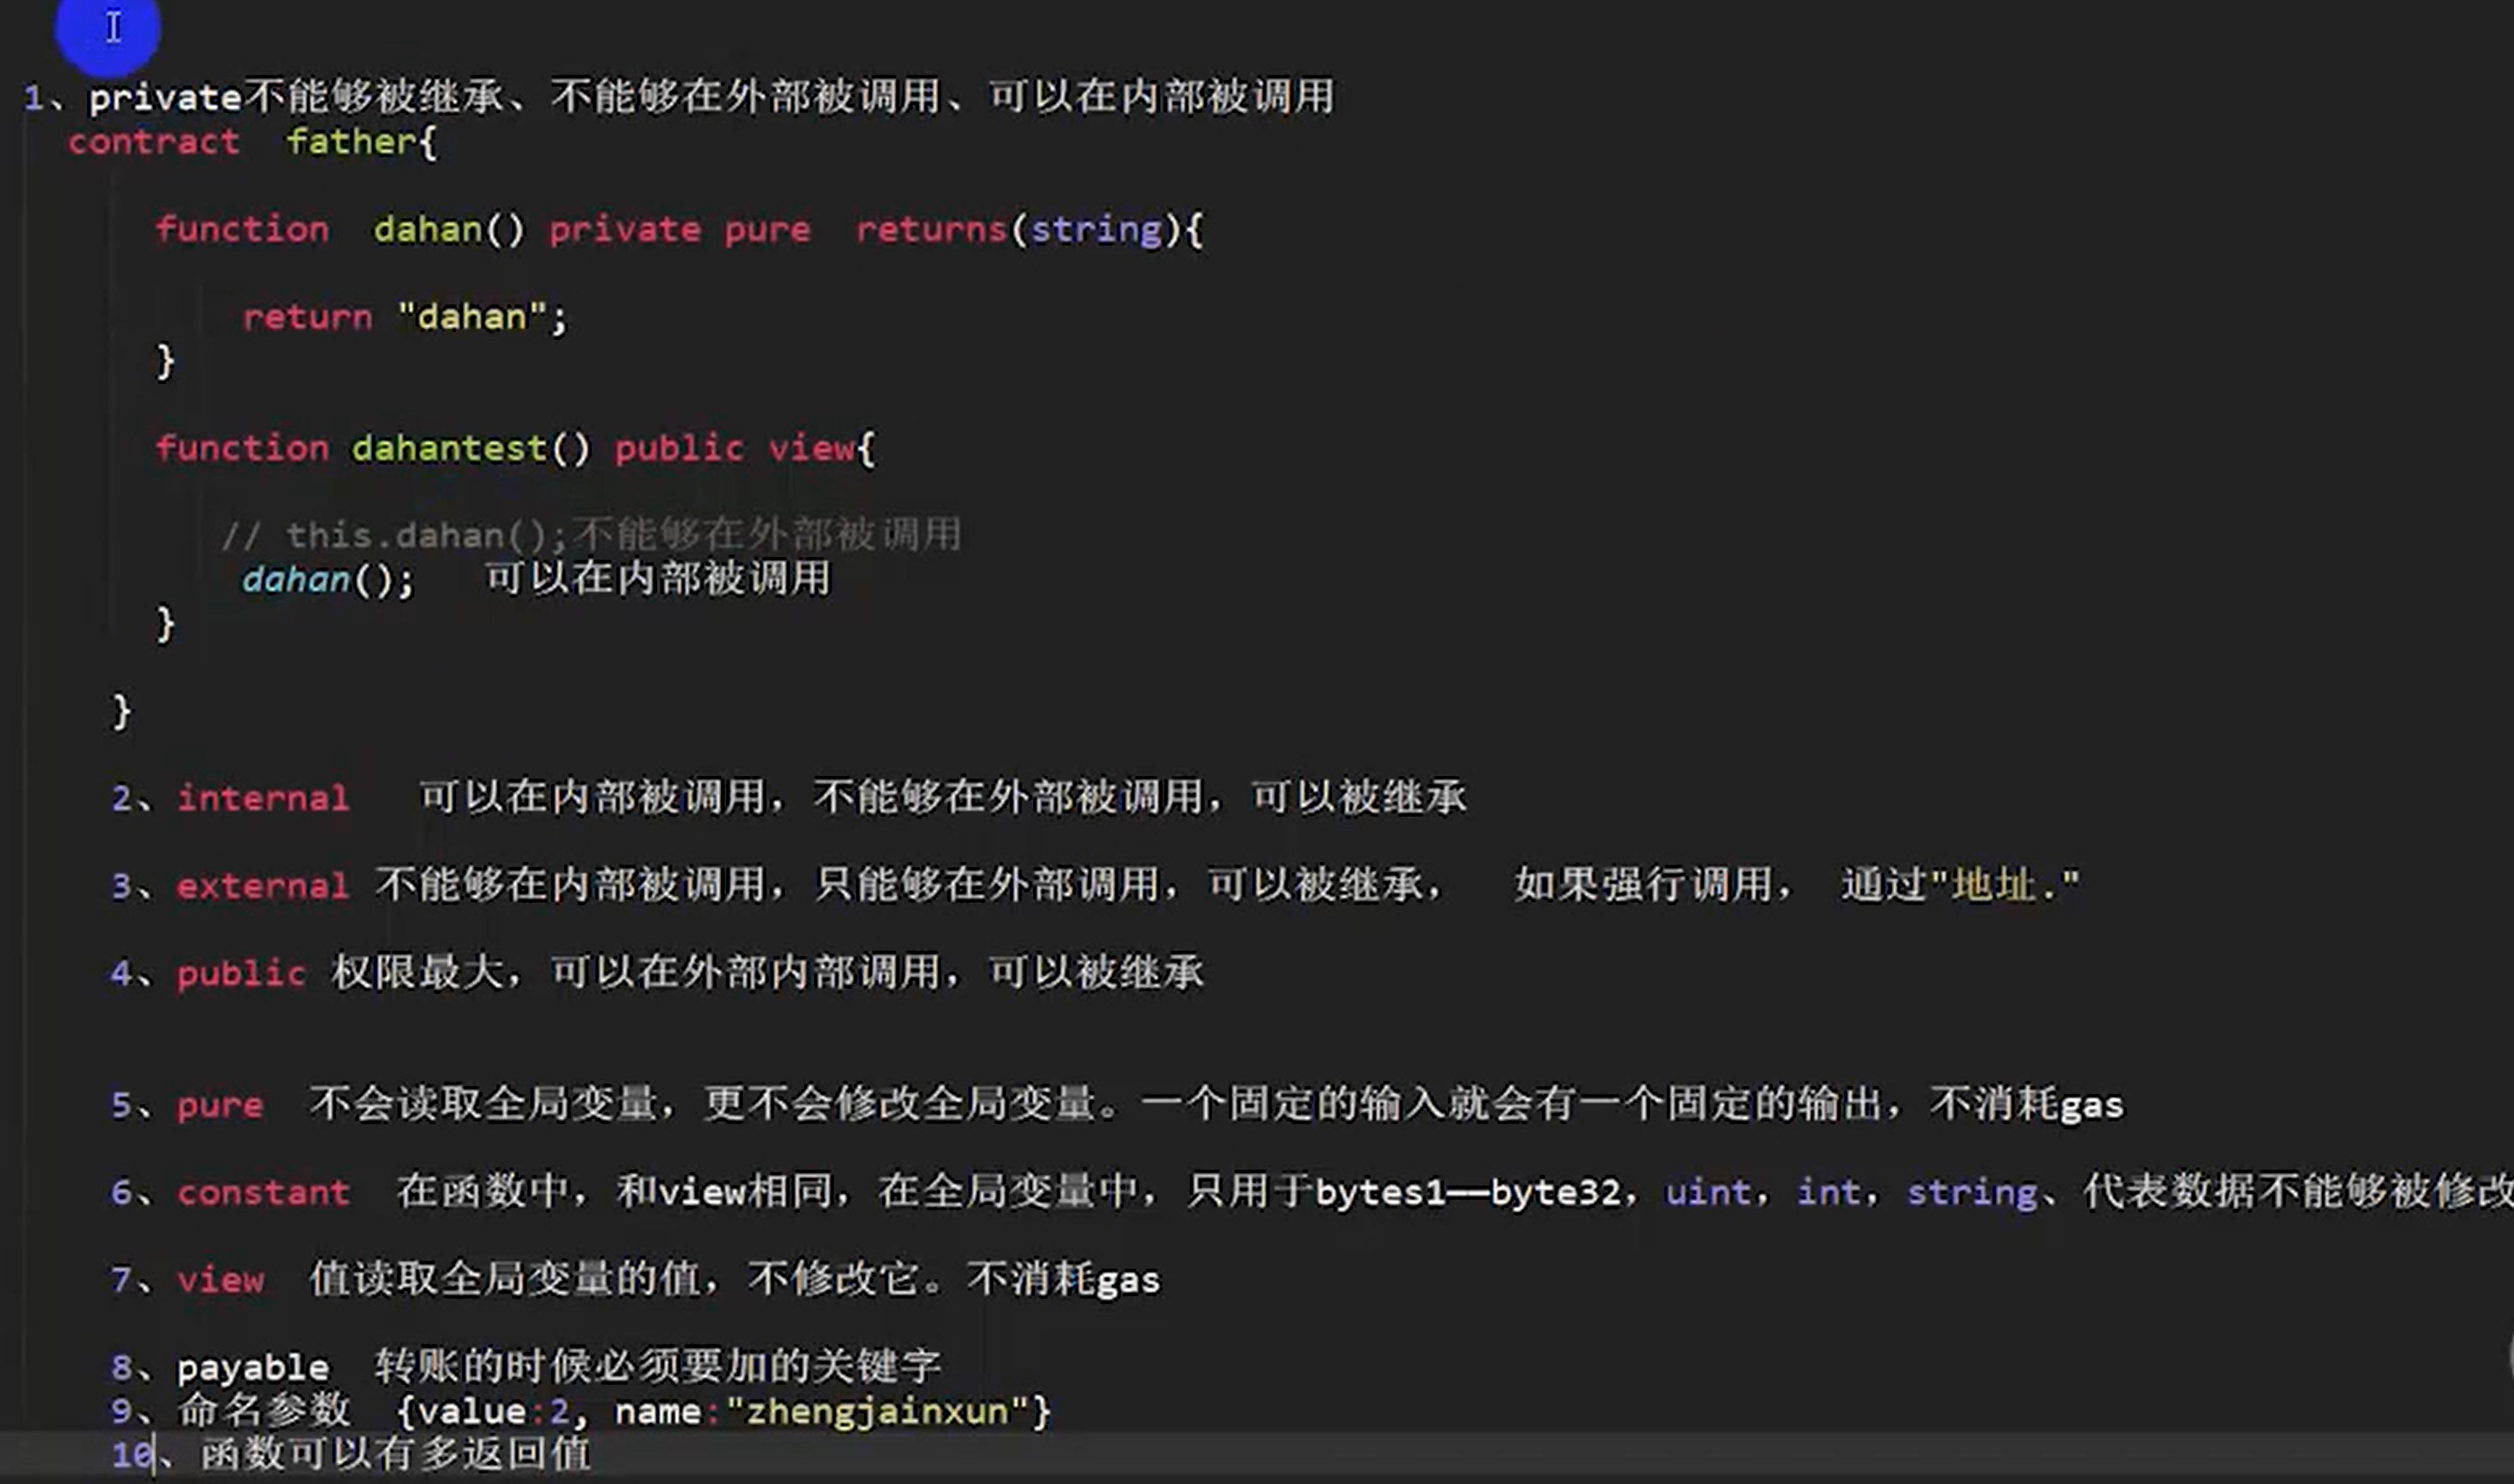 1、private不能够被继承、不能够在外部被调用、可以在内部被调用
contract  father{
function  dahan() private pure  returns(string){
return "dahan";
}
function dahantest() public view{
// this.dahan();不能够在外部被调用
dahan();   可以在内部被调用
}
}
2、internal   可以在内部被调用，不能够在外部被调用，可以被继承
3、external 不能够在内部被调用，只能够在外部调用，可以被继承，  如果强行调用， 通过"地址."
4、public 权限最大，可以在外部内部调用，可以被继承
5、pure  不会读取全局变量，更不会修改全局变量。一个固定的输入就会有一个固定的输出，不消耗gas
6、constant  在函数中，和view相同，在全局变量中，只用于bytes1——byte32，uint，int，string、代表数据不能够被修改
7、view  值读取全局变量的值，不修改它。不消耗gas
8、payable  转账的时候必须要加的关键字
9、命名参数  {value:2, name:"zhengjainxun"}
10、函数可以有多返回值